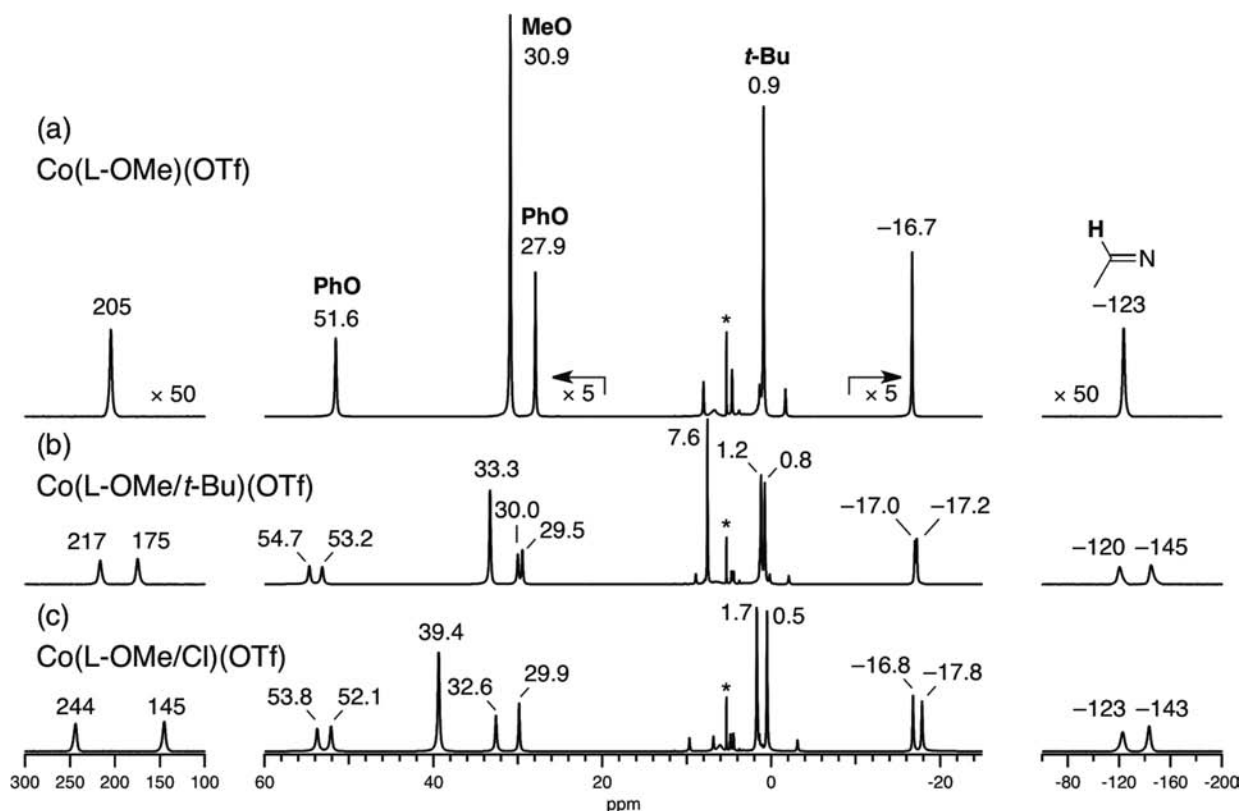 MeO
30.9
t-Bu
0.9
(a)
Co(L-OMe)(OTf)
PhO
27.9
−16.7
H
N
PhO
51.6
205
−123
*
× 50
× 5
× 5
× 50
(b)
Co(L-OMe/t-Bu)(OTf)
7.6
1.2
0.8
33.3
30.0
29.5
−17.0
−17.2
*
217
175
54.7
53.2
−120
−145
(c)
Co(L-OMe/Cl)(OTf)
39.4
1.7
0.5
32.6
29.9
−16.8
−17.8
*
244
145
53.8
52.1
−123
−143
300 250 200 150 100
60 40 20 0 -20
-80 -120 -160 -200
ppm